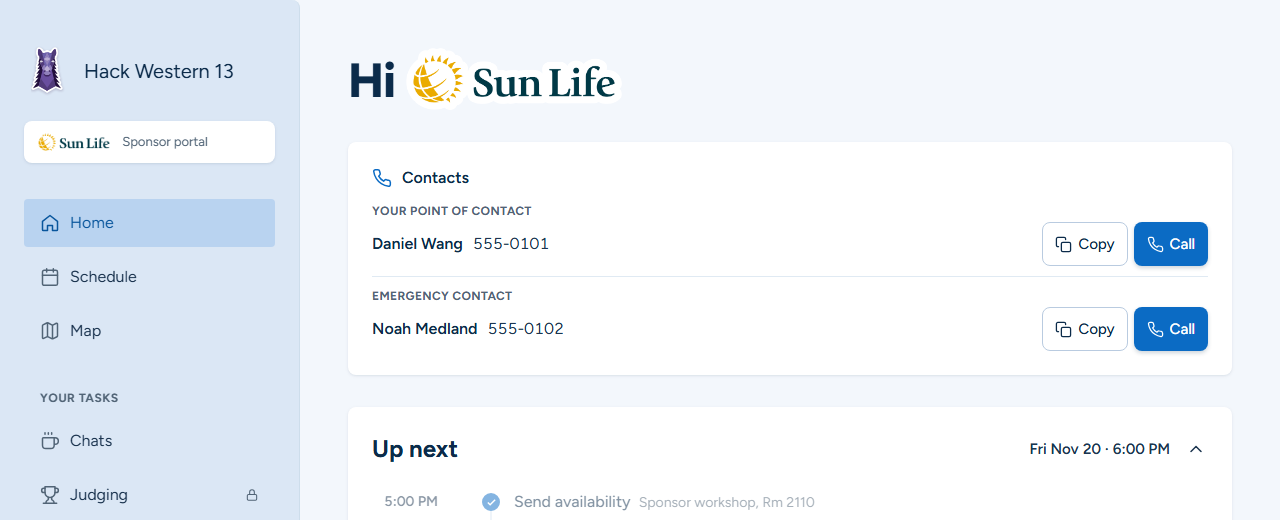 Hack Western 13
Sun Life Sponsor portal
Home
Schedule
Map
YOUR TASKS
Chats
Judging
Hi Sun Life
Contacts
YOUR POINT OF CONTACT
Daniel Wang 555-0101
Copy Call
EMERGENCY CONTACT
Noah Medland 555-0102
Copy Call
Up next
Fri Nov 20 · 6:00 PM
5:00 PM Send availability Sponsor workshop, Rm 2110